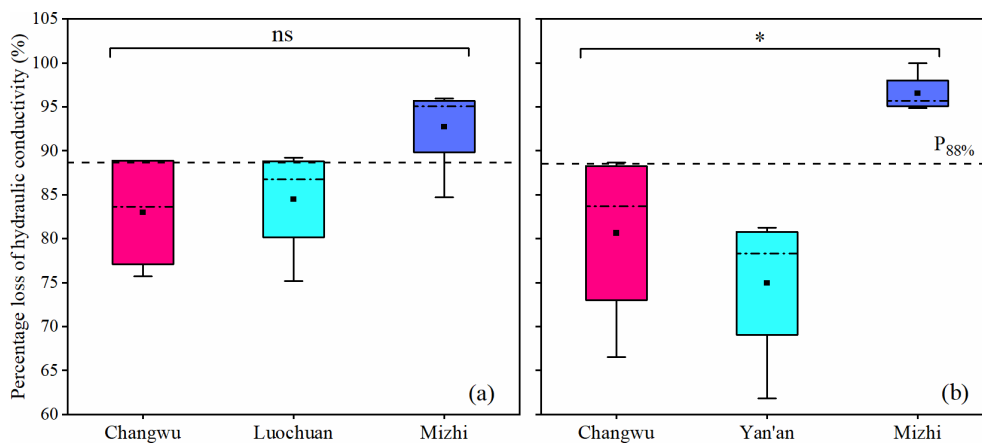 Percentage loss of hydraulic conductivity (%)
105
100
95
90
85
80
75
70
65
60
ns
(a)
Changwu
Luochuan
Mizhi
*
P88%
(b)
Changwu
Yan'an
Mizhi